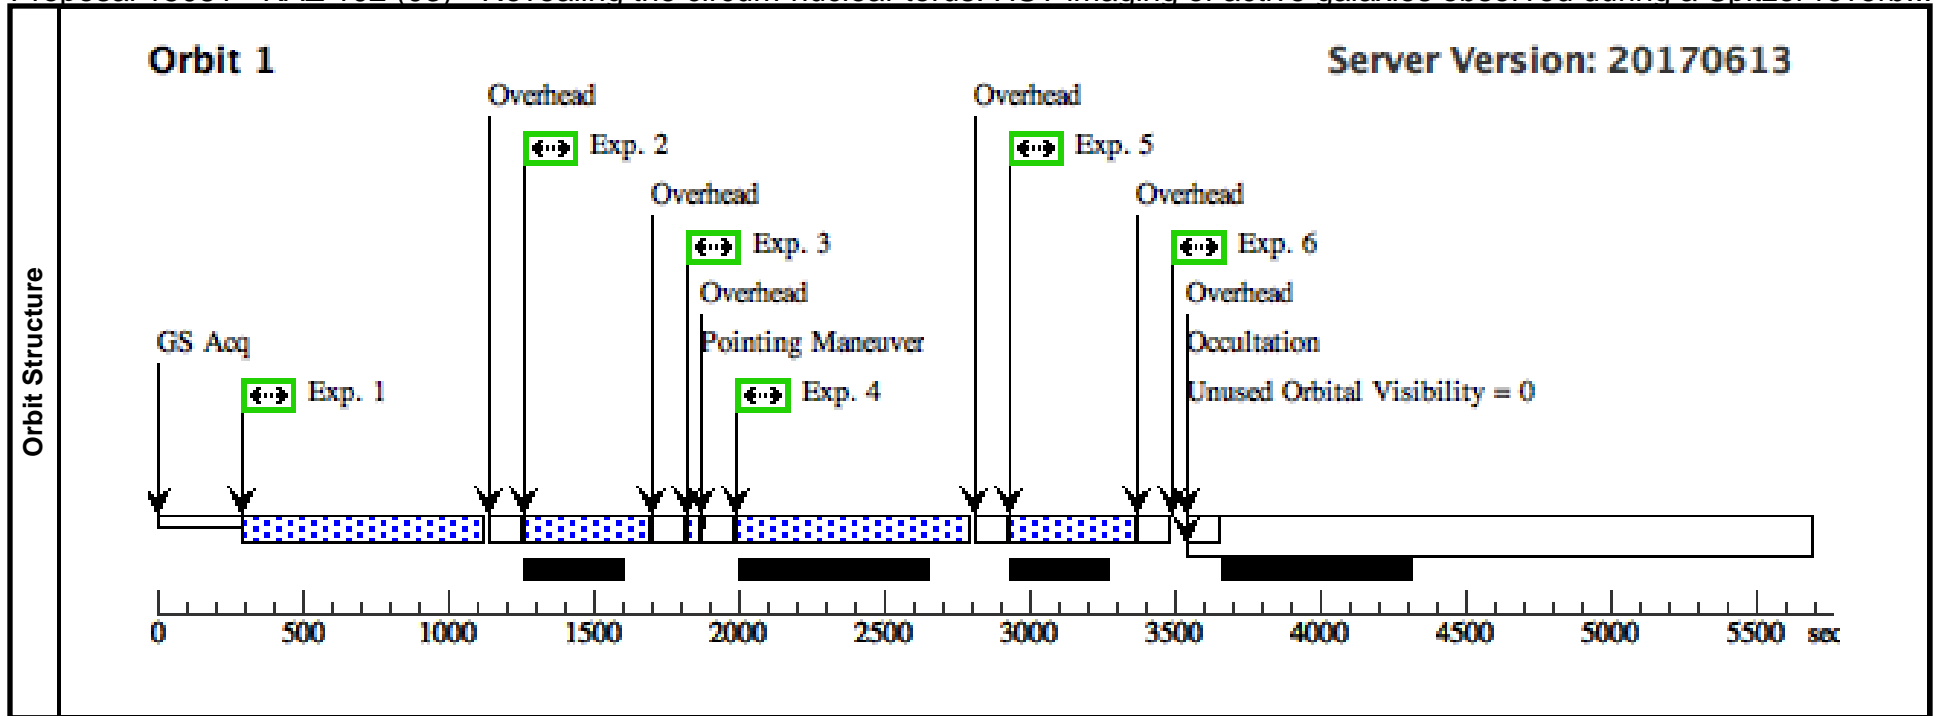 Orbit Structure
Orbit 1
Server Version: 20170613
Overhead
Overhead
Exp. 2
Exp. 5
Overhead
Overhead
Exp. 3
Exp. 6
Overhead
Overhead
GS Acq
Pointing Maneuver
Occultation
Exp. 1
Exp. 4
Unused Orbital Visibility = 0
0 500 1000 1500 2000 2500 3000 3500 4000 4500 5000 5500 sec